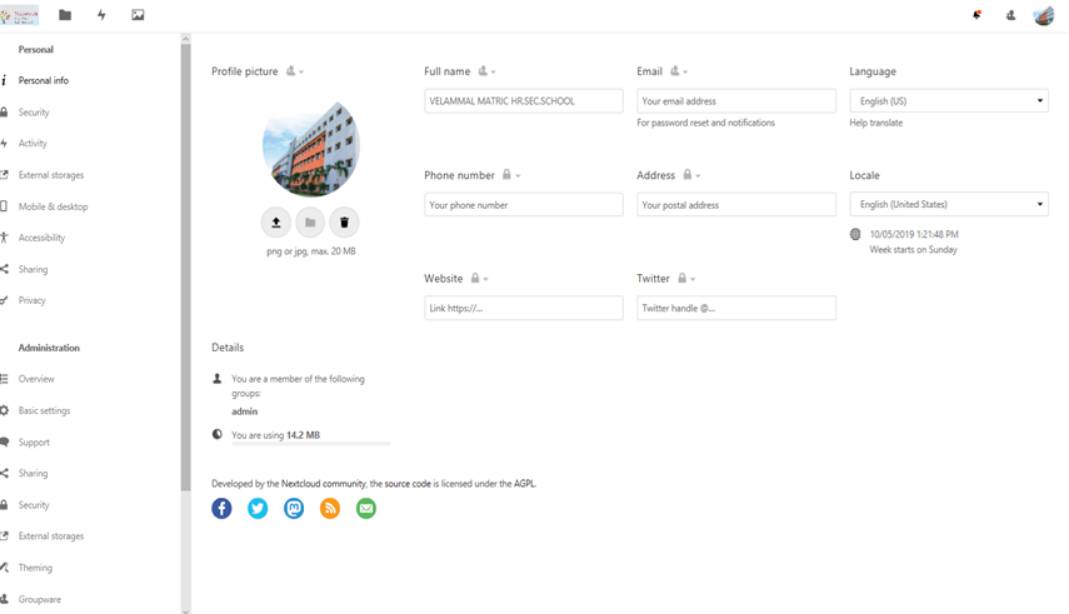 Personal
Personal info
Security
Activity
External storages
Mobile & desktop
Accessibility
Sharing
Privacy
Administration
Overview
Basic settings
Support
Sharing
Security
External storages
Theming
Groupware
Profile picture
png or jpg, max. 20 MB
Full name
VELAMMAL MATRIC HR.SEC.SCHOOL
Email
Your email address
For password reset and notifications
Language
English (US)
Help translate
Phone number
Your phone number
Address
Your postal address
Locale
English (United States)
10/05/2019 1:21:48 PM
Week starts on Sunday
Website
Link https://...
Twitter
Twitter handle @...
Details
You are a member of the following
groups:
admin
You are using 14.2 MB
Developed by the Nextcloud community, the source code is licensed under the AGPL.